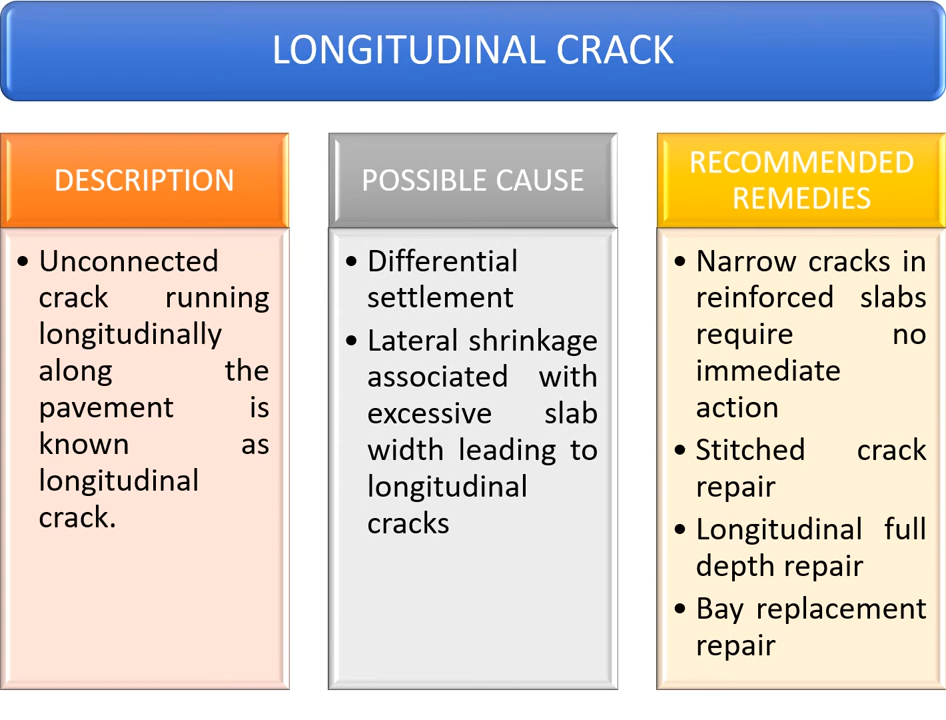 LONGITUDINAL CRACK
DESCRIPTION
• Unconnected
crack running
longitudinally
along the
pavement is
known as
longitudinal
crack.
POSSIBLE CAUSE
• Differential
settlement
• Lateral shrinkage
associated with
excessive slab
width leading to
longitudinal
cracks
RECOMMENDED
REMEDIES
• Narrow cracks in
reinforced slabs
require no
immediate
action
• Stitched crack
repair
• Longitudinal full
depth repair
• Bay replacement
repair